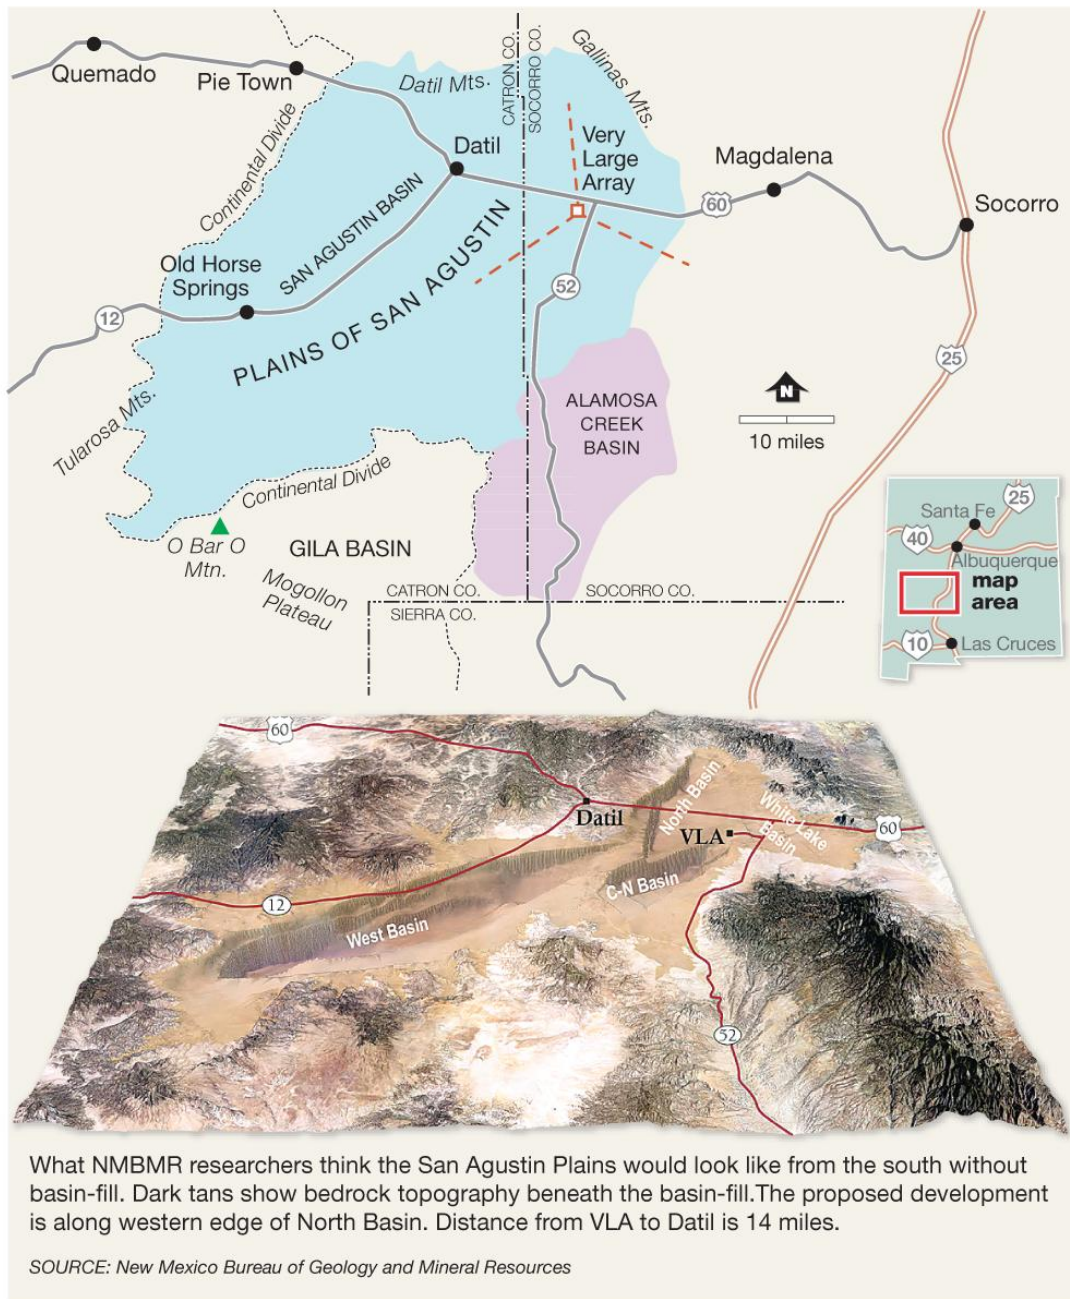 Quemado
Pie Town
Continental Divide
Datil Mts.
CATRON CO.
SOCORRO CO.
Gallinas Mts.
Datil
Very
Large
Array
Magdalena
60
Socorro
SAN AGUSTIN BASIN
Old Horse
Springs
PLAINS OF SAN AGUSTIN
52
12
25
N
10 miles
ALAMOSA
CREEK
BASIN
Tularosa Mts.
Continental Divide
O Bar O
Mtn.
GILA BASIN
Mogollon
Plateau
CATRON CO.
SIERRA CO.
SOCORRO CO.
25
Santa Fe
40
Albuquerque
map
area
10
Las Cruces
60
North Basin
Datil
White Lake
Basin
VLA
60
C-N Basin
12
West Basin
52
What NMBMR researchers think the San Agustin Plains would look like from the south without
basin-fill. Dark tans show bedrock topography beneath the basin-fill.The proposed development
is along western edge of North Basin. Distance from VLA to Datil is 14 miles.
SOURCE: New Mexico Bureau of Geology and Mineral Resources